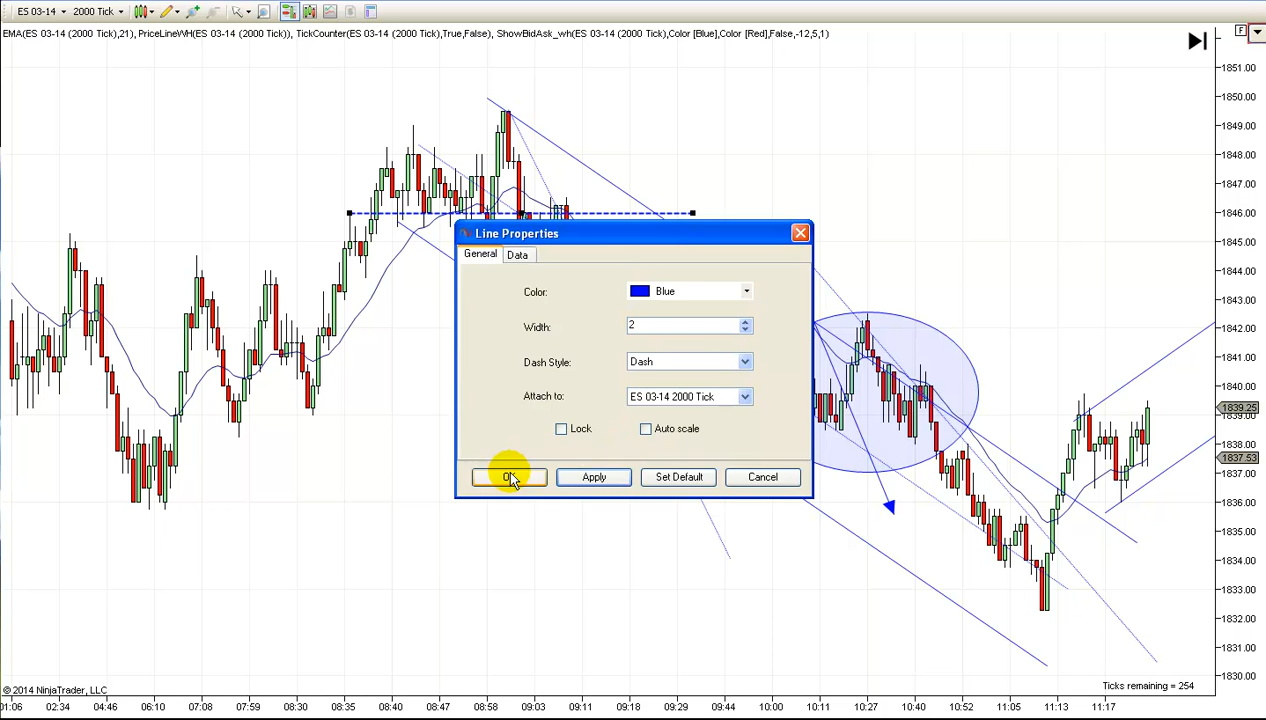 ES 03-14 2000 Tick
EMA(ES 03-14 (2000 Tick),21), PriceLineWH(ES 03-14 (2000 Tick)), TickCounter(ES 03-14 (2000 Tick),True,False), ShowBidAsk_wh(ES 03-14 (2000 Tick),Color [Blue],Color [Red],False,-12,5,1)
F
1851.00
1850.00
1849.00
1848.00
1847.00
1846.00
1845.00
1844.00
1843.00
1842.00
1841.00
1840.00
1839.25
1839.00
1838.00
1837.53
1837.00
1836.00
1835.00
1834.00
1833.00
1832.00
1831.00
1830.00
Line Properties
General Data
Color: Blue
Width: 2
Dash Style: Dash
Attach to: ES 03-14 2000 Tick
Lock Auto scale
OK Apply Set Default Cancel
© 2014 NinjaTrader, LLC
Ticks remaining = 254
01:06 02:34 04:46 06:10 07:08 07:59 08:30 08:35 08:40 08:47 08:58 09:03 09:11 09:18 09:29 09:44 10:00 10:11 10:27 10:40 10:52 11:05 11:13 11:17